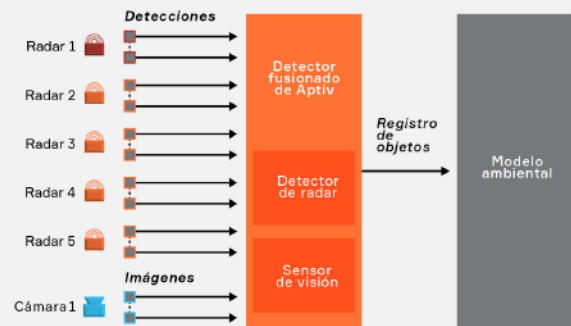 Detecciones
Radar 1
Radar 2
Radar 3
Radar 4
Radar 5
Imágenes
Cámara 1
Detector
fusionado
de Aptiv
Detector
de radar
Sensor
de visión
Registro
de
objetos
Modelo
ambiental